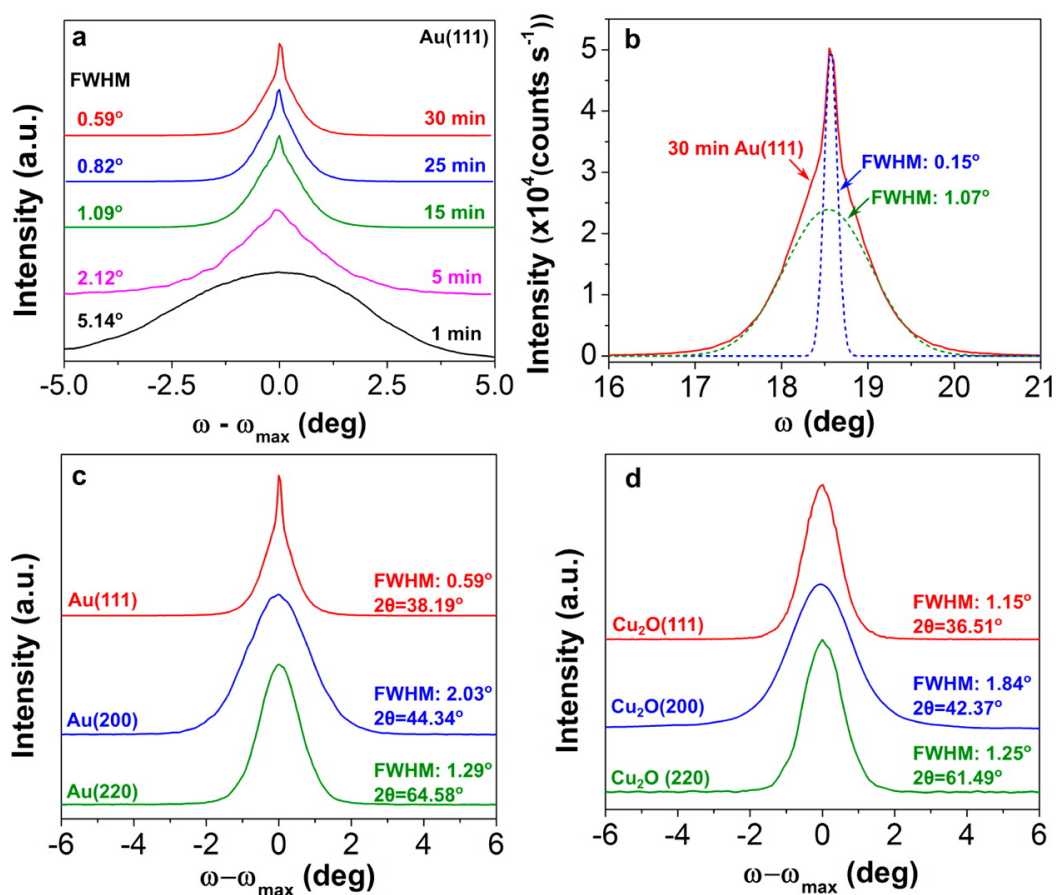 a
Au(111)
FWHM
0.59° 30 min
0.82° 25 min
1.09° 15 min
2.12° 5 min
5.14° 1 min
Intensity (a.u.)
-5.0 -2.5 0.0 2.5 5.0
ω - ωmax (deg)
b
30 min Au(111)
FWHM: 0.15°
FWHM: 1.07°
Intensity (x10⁴(counts s⁻¹)
5
4
3
2
1
0
16 17 18 19 20 21
ω (deg)
c
Au(111)
FWHM: 0.59°
2θ=38.19°
Au(200)
FWHM: 2.03°
2θ=44.34°
Au(220)
FWHM: 1.29°
2θ=64.58°
Intensity (a.u.)
-6 -4 -2 0 2 4 6
ω−ωmax (deg)
d
Cu₂O(111)
FWHM: 1.15°
2θ=36.51°
Cu₂O(200)
FWHM: 1.84°
2θ=42.37°
Cu₂O (220)
FWHM: 1.25°
2θ=61.49°
Intensity (a.u.)
-6 -4 -2 0 2 4 6
ω−ωmax (deg)